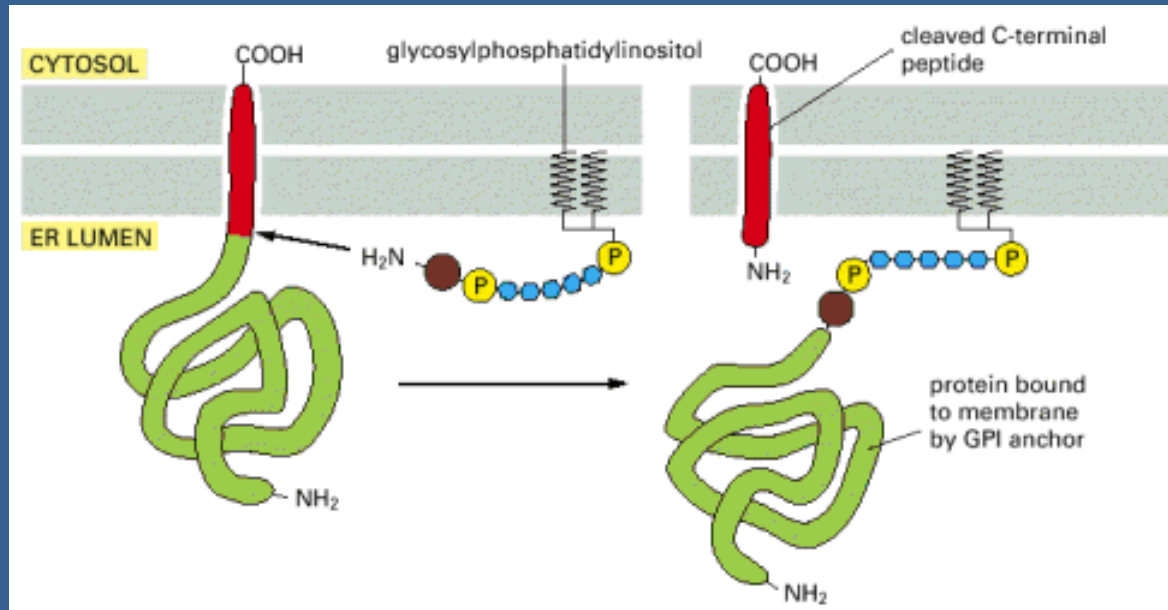 CYTOSOL
COOH
glycosylphosphatidylinositol
ER LUMEN
H₂N
P
P
NH₂
COOH
cleaved C-terminal
peptide
NH₂
P
P
protein bound
to membrane
by GPI anchor
NH₂